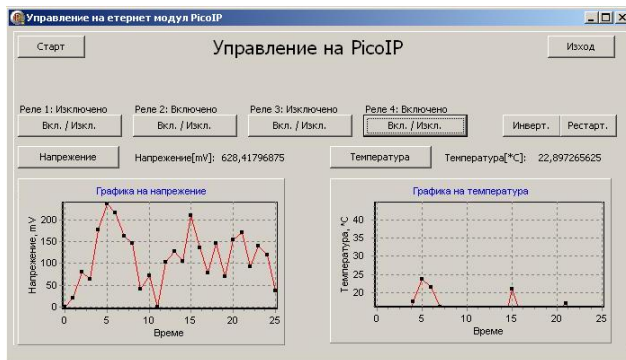 Управление на етернет модул PicoIP
Старт
Управление на PicoIP
Изход
Реле 1: Изключено
Реле 2: Включено
Реле 3: Изключено
Реле 4: Включено
Вкл. / Изкл.
Вкл. / Изкл.
Вкл. / Изкл.
Вкл. / Изкл.
Инверт.
Рестарт.
Напрежение
Напрежение[mV]: 628,41796875
Температура
Температура[*C]: 22,897265625
Графика на напрежение
Напрежение, mV
200
150
100
50
0
0 5 10 15 20 25
Време
Графика на температура
Температура, *C
40
35
30
25
20
0 5 10 15 20 25
Време